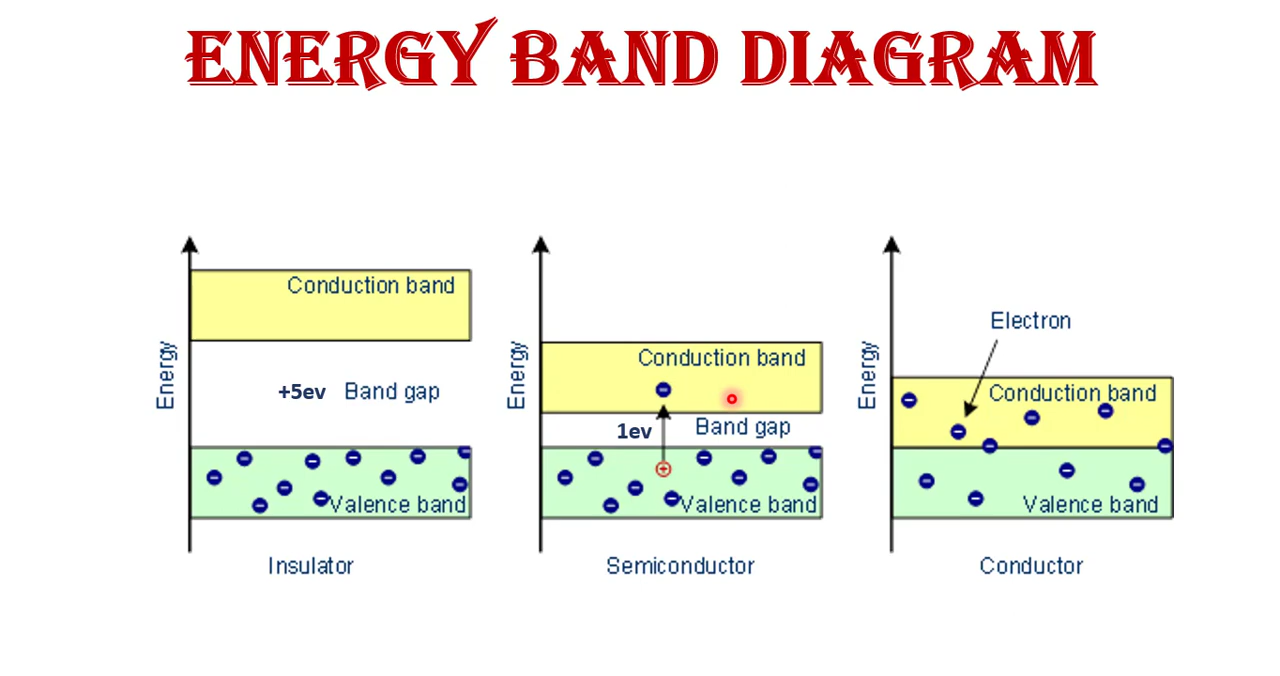 ENERGY BAND DIAGRAM
Energy
Conduction band
+5ev Band gap
Valence band
Insulator
Energy
Conduction band
1ev Band gap
Valence band
Semiconductor
Energy
Electron
Conduction band
Valence band
Conductor